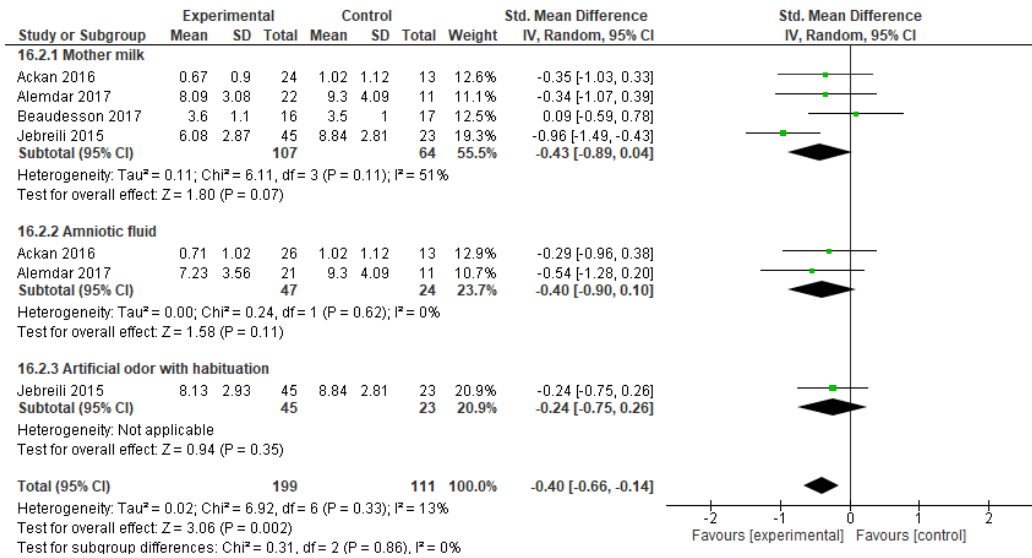 Experimental Control Std. Mean Difference Std. Mean Difference
Study or Subgroup Mean SD Total Mean SD Total Weight IV, Random, 95% CI IV, Random, 95% CI
16.2.1 Mother milk
Ackan 2016 0.67 0.9 24 1.02 1.12 13 12.6% -0.35 [-1.03, 0.33]
Alemdar 2017 8.09 3.08 22 9.3 4.09 11 11.1% -0.34 [-1.07, 0.39]
Beaudesson 2017 3.6 1.1 16 3.5 1 17 12.5% 0.09 [-0.59, 0.78]
Jebreili 2015 6.08 2.87 45 8.84 2.81 23 19.3% -0.96 [-1.49, -0.43]
Subtotal (95% CI) 107 64 55.5% -0.43 [-0.89, 0.04]
Heterogeneity: Tau² = 0.11; Chi² = 6.11, df = 3 (P = 0.11); I² = 51%
Test for overall effect: Z = 1.80 (P = 0.07)
16.2.2 Amniotic fluid
Ackan 2016 0.71 1.02 26 1.02 1.12 13 12.9% -0.29 [-0.96, 0.38]
Alemdar 2017 7.23 3.56 21 9.3 4.09 11 10.7% -0.54 [-1.28, 0.20]
Subtotal (95% CI) 47 24 23.7% -0.40 [-0.90, 0.10]
Heterogeneity: Tau² = 0.00; Chi² = 0.24, df = 1 (P = 0.62); I² = 0%
Test for overall effect: Z = 1.58 (P = 0.11)
16.2.3 Artificial odor with habituation
Jebreili 2015 8.13 2.93 45 8.84 2.81 23 20.9% -0.24 [-0.75, 0.26]
Subtotal (95% CI) 45 23 20.9% -0.24 [-0.75, 0.26]
Heterogeneity: Not applicable
Test for overall effect: Z = 0.94 (P = 0.35)
Total (95% CI) 199 111 100.0% -0.40 [-0.66, -0.14]
Heterogeneity: Tau² = 0.02; Chi² = 6.92, df = 6 (P = 0.33); I² = 13%
Test for overall effect: Z = 3.06 (P = 0.002)
Test for subgroup differences: Chi² = 0.31, df = 2 (P = 0.86), I² = 0%
-2 -1 0 1 2
Favours [experimental] Favours [control]